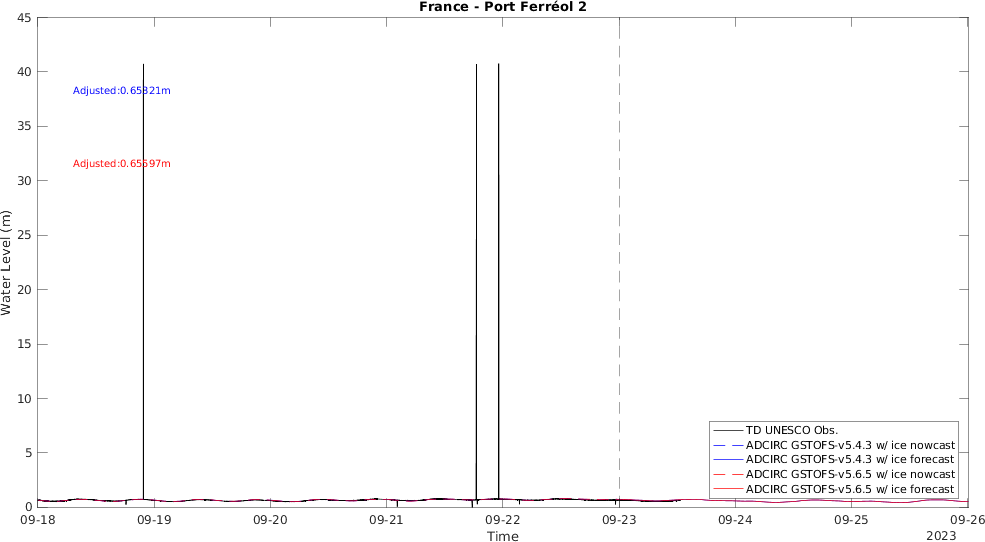 France - Port Ferréol 2
45
40
35
30
25
20
15
10
5
0
Water Level (m)
Adjusted:0.65821m
Adjusted:0.65597m
TD UNESCO Obs.
ADCIRC GSTOFS-v5.4.3 w/ ice nowcast
ADCIRC GSTOFS-v5.4.3 w/ ice forecast
ADCIRC GSTOFS-v5.6.5 w/ ice nowcast
ADCIRC GSTOFS-v5.6.5 w/ ice forecast
09-18 09-19 09-20 09-21 09-22 09-23 09-24 09-25 09-26
Time
2023